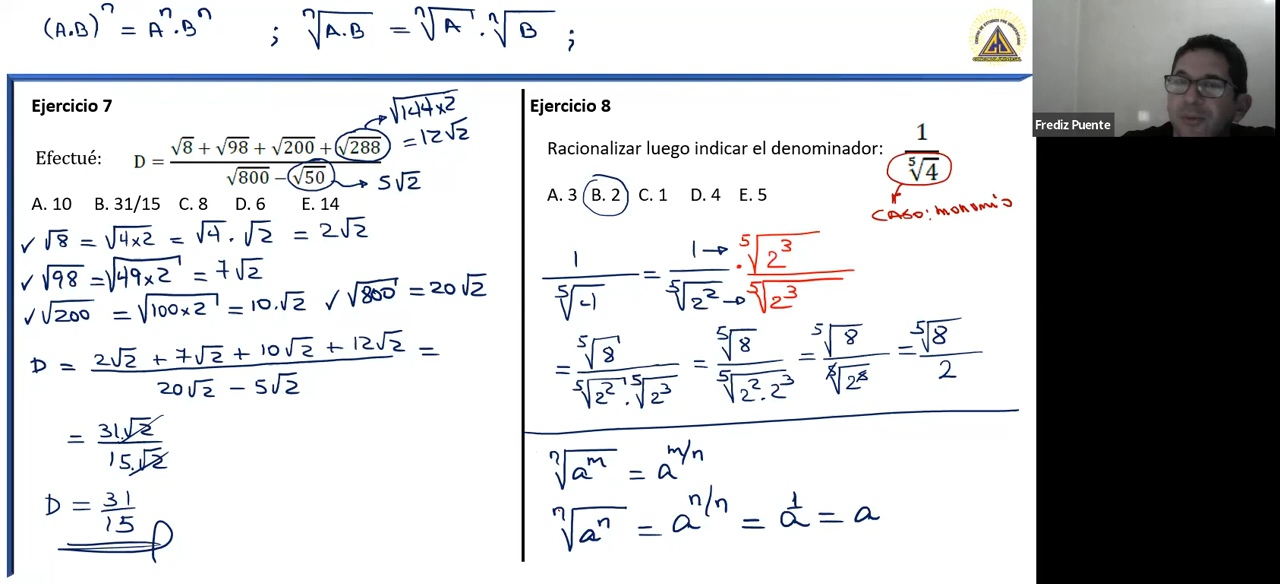 (A.B)ⁿ = Aⁿ.Bⁿ ; ⁿ√A.B = ⁿ√A . ⁿ√B ;
Frediz Puente
Ejercicio 7
√144x2
= 12√2
Efectué: D = (√8 + √98 + √200 + √288) / (√800 − √50)
5√2
A. 10 B. 31/15 C. 8 D. 6 E. 14
✓ √8 = √4x2 = √4 . √2 = 2√2
✓ √98 = √49x2 = 7√2
✓ √200 = √100x2 = 10.√2 ✓ √800 = 20√2
D = (2√2 + 7√2 + 10√2 + 12√2) / (20√2 − 5√2) =
= 31.√2 / 15.√2
D = 31/15
Ejercicio 8
Racionalizar luego indicar el denominador: 1/⁵√4
A. 3 B. 2 C. 1 D. 4 E. 5
CASO: monomio
1/⁵√4 = 1/⁵√2² . ⁵√2³/⁵√2³
= ⁵√8 / (⁵√2² . ⁵√2³) = ⁵√8 / ⁵√2².2³ = ⁵√8 / ⁵√2⁵ = ⁵√8 / 2
ⁿ√aᵐ = a^(m/n)
ⁿ√aⁿ = a^(n/n) = a¹ = a